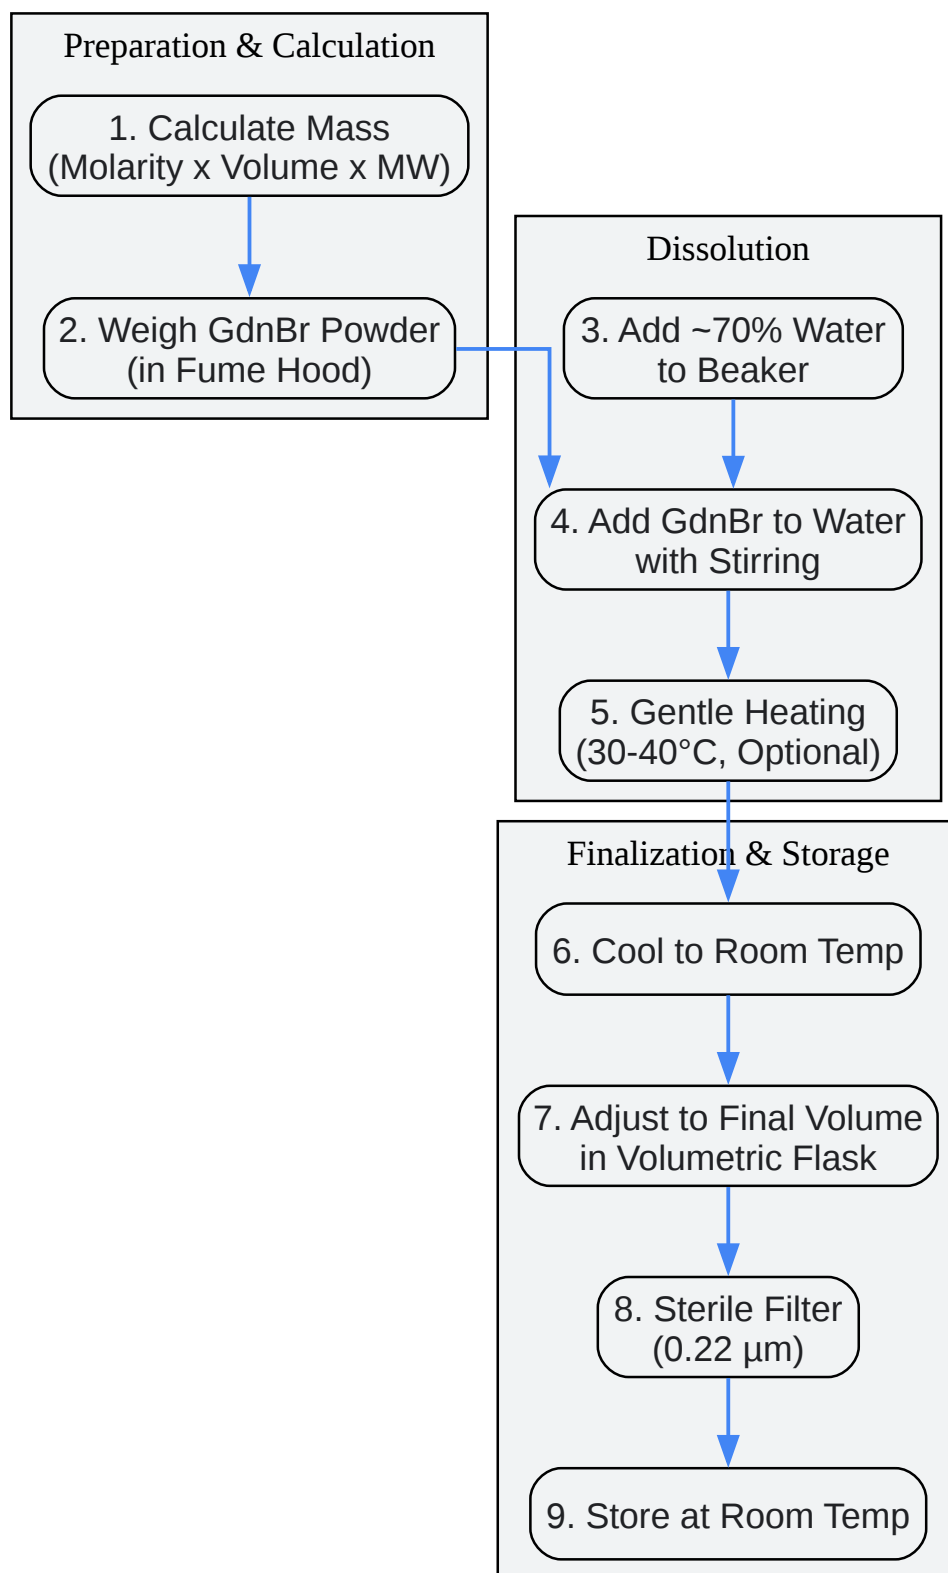 Preparation & Calculation
1. Calculate Mass
(Molarity x Volume x MW)
2. Weigh GdnBr Powder
(in Fume Hood)
Dissolution
3. Add ~70% Water
to Beaker
4. Add GdnBr to Water
with Stirring
5. Gentle Heating
(30-40°C, Optional)
Finalization & Storage
6. Cool to Room Temp
7. Adjust to Final Volume
in Volumetric Flask
8. Sterile Filter
(0.22 µm)
9. Store at Room Temp